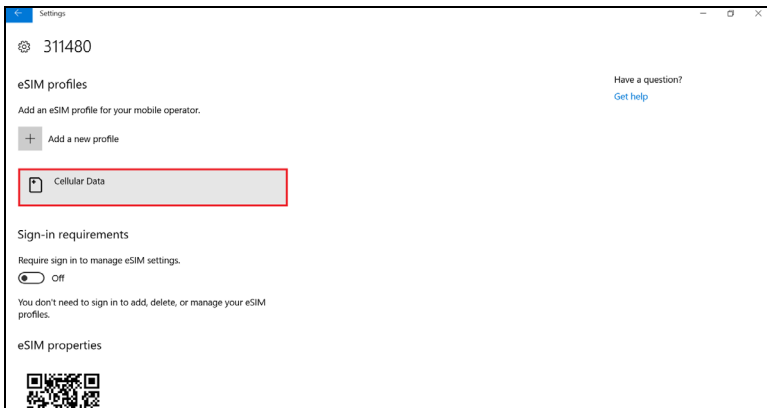 Settings
311480
eSIM profiles
Add an eSIM profile for your mobile operator.
Add a new profile
Cellular Data
Sign-in requirements
Require sign in to manage eSIM settings.
Off
You don't need to sign in to add, delete, or manage your eSIM
profiles.
eSIM properties
Have a question?
Get help